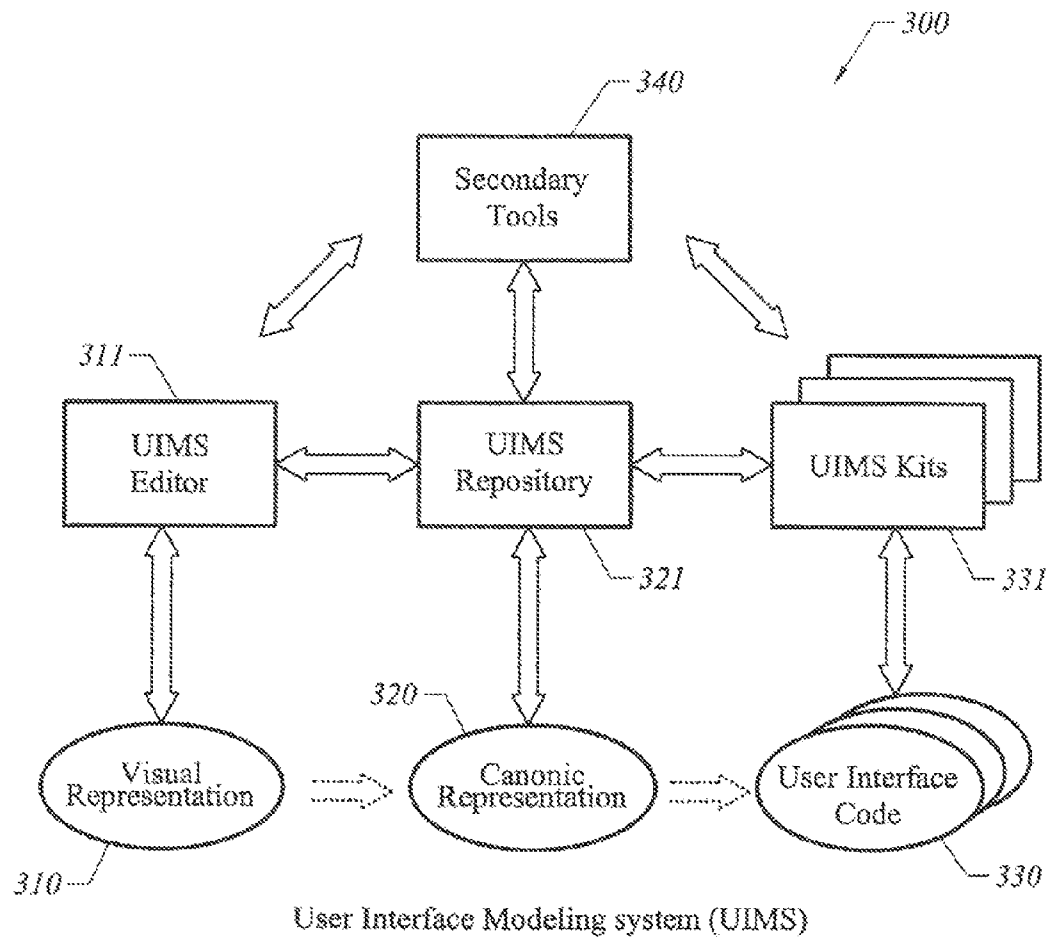 300
340
Secondary
Tools
311
UIMS
Editor
UIMS
Repository
UIMS Kits
321
331
320
Visual
Representation
Canonic
Representation
User Interface
Code
310
330
User Interface Modeling system (UIMS)